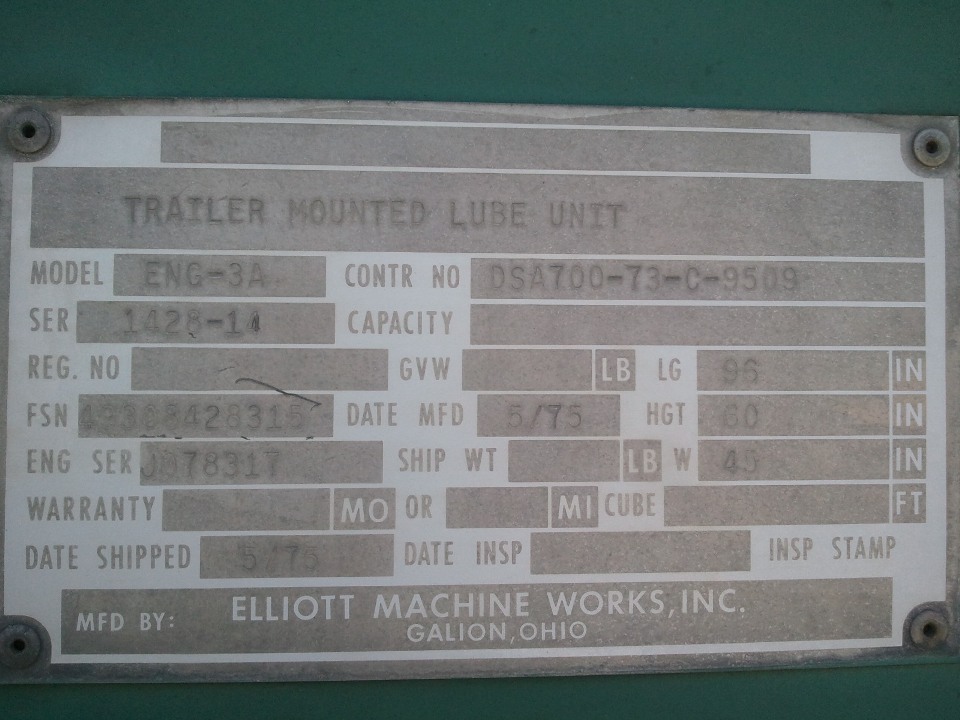 TRAILER MOUNTED LUBE UNIT
MODEL ENG-3A CONTR NO DSA700-73-C-9509
SER 1428-14 CAPACITY
REG. NO GVW LB LG 96 IN
FSN DATE MFD 5/75 HGT 60 IN
ENG SER SHIP WT LB W 45 IN
WARRANTY MO OR MI CUBE FT
DATE SHIPPED 5/75 DATE INSP INSP STAMP
MFD BY: ELLIOTT MACHINE WORKS, INC.
GALION, OHIO